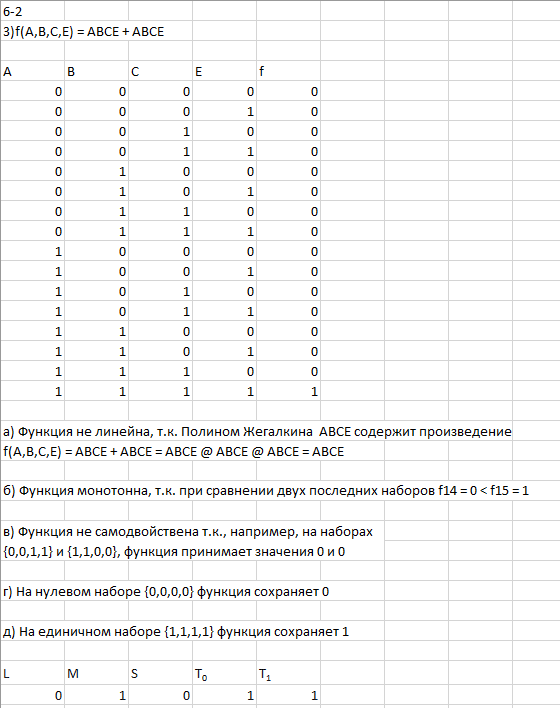 6-2
3)f(A,B,C,E) = ABCE + ABCE
A B C E f
0 0 0 0 0
0 0 0 1 0
0 0 1 0 0
0 0 1 1 0
0 1 0 0 0
0 1 0 1 0
0 1 1 0 0
0 1 1 1 0
1 0 0 0 0
1 0 0 1 0
1 0 1 0 0
1 0 1 1 0
1 1 0 0 0
1 1 0 1 0
1 1 1 0 0
1 1 1 1 1
а) Функция не линейна, т.к. Полином Жегалкина ABCE содержит произведение
f(A,B,C,E) = ABCE + ABCE = ABCE @ ABCE @ ABCE = ABCE
б) Функция монотонна, т.к. при сравнении двух последних наборов f14 = 0 < f15 = 1
в) Функция не самодвойствена т.к., например, на наборах
{0,0,1,1} и {1,1,0,0}, функция принимает значения 0 и 0
г) На нулевом наборе {0,0,0,0} функция сохраняет 0
д) На единичном наборе {1,1,1,1} функция сохраняет 1
L M S T₀ T₁
0 1 0 1 1